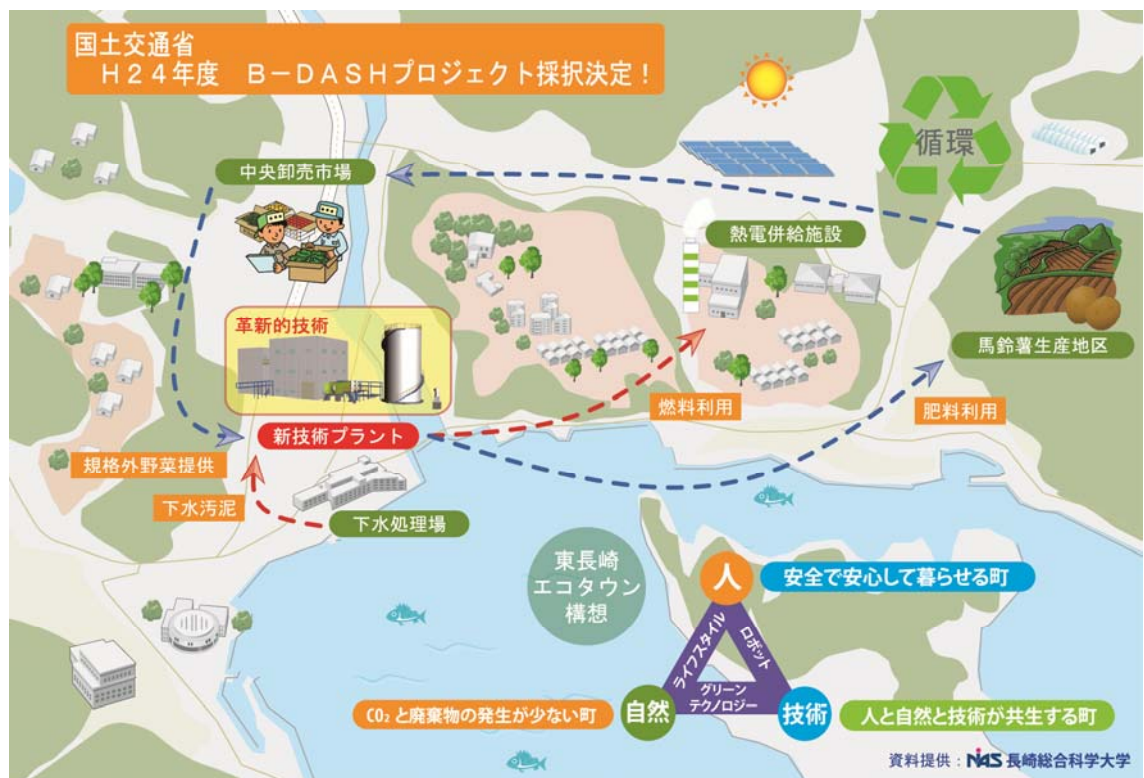 国土交通省
H24年度 B-DASHプロジェクト採択決定！
循環
中央卸売市場
熱電併給施設
革新的技術
馬鈴薯生産地区
燃料利用
肥料利用
新技術プラント
規格外野菜提供
下水汚泥
下水処理場
東長崎
エコタウン
構想
人
安全で安心して暮らせる町
ライフスタイル
ロボット
グリーン
テクノロジー
CO₂と廃棄物の発生が少ない町
自然
技術
人と自然と技術が共生する町
資料提供：NiAS 長崎総合科学大学